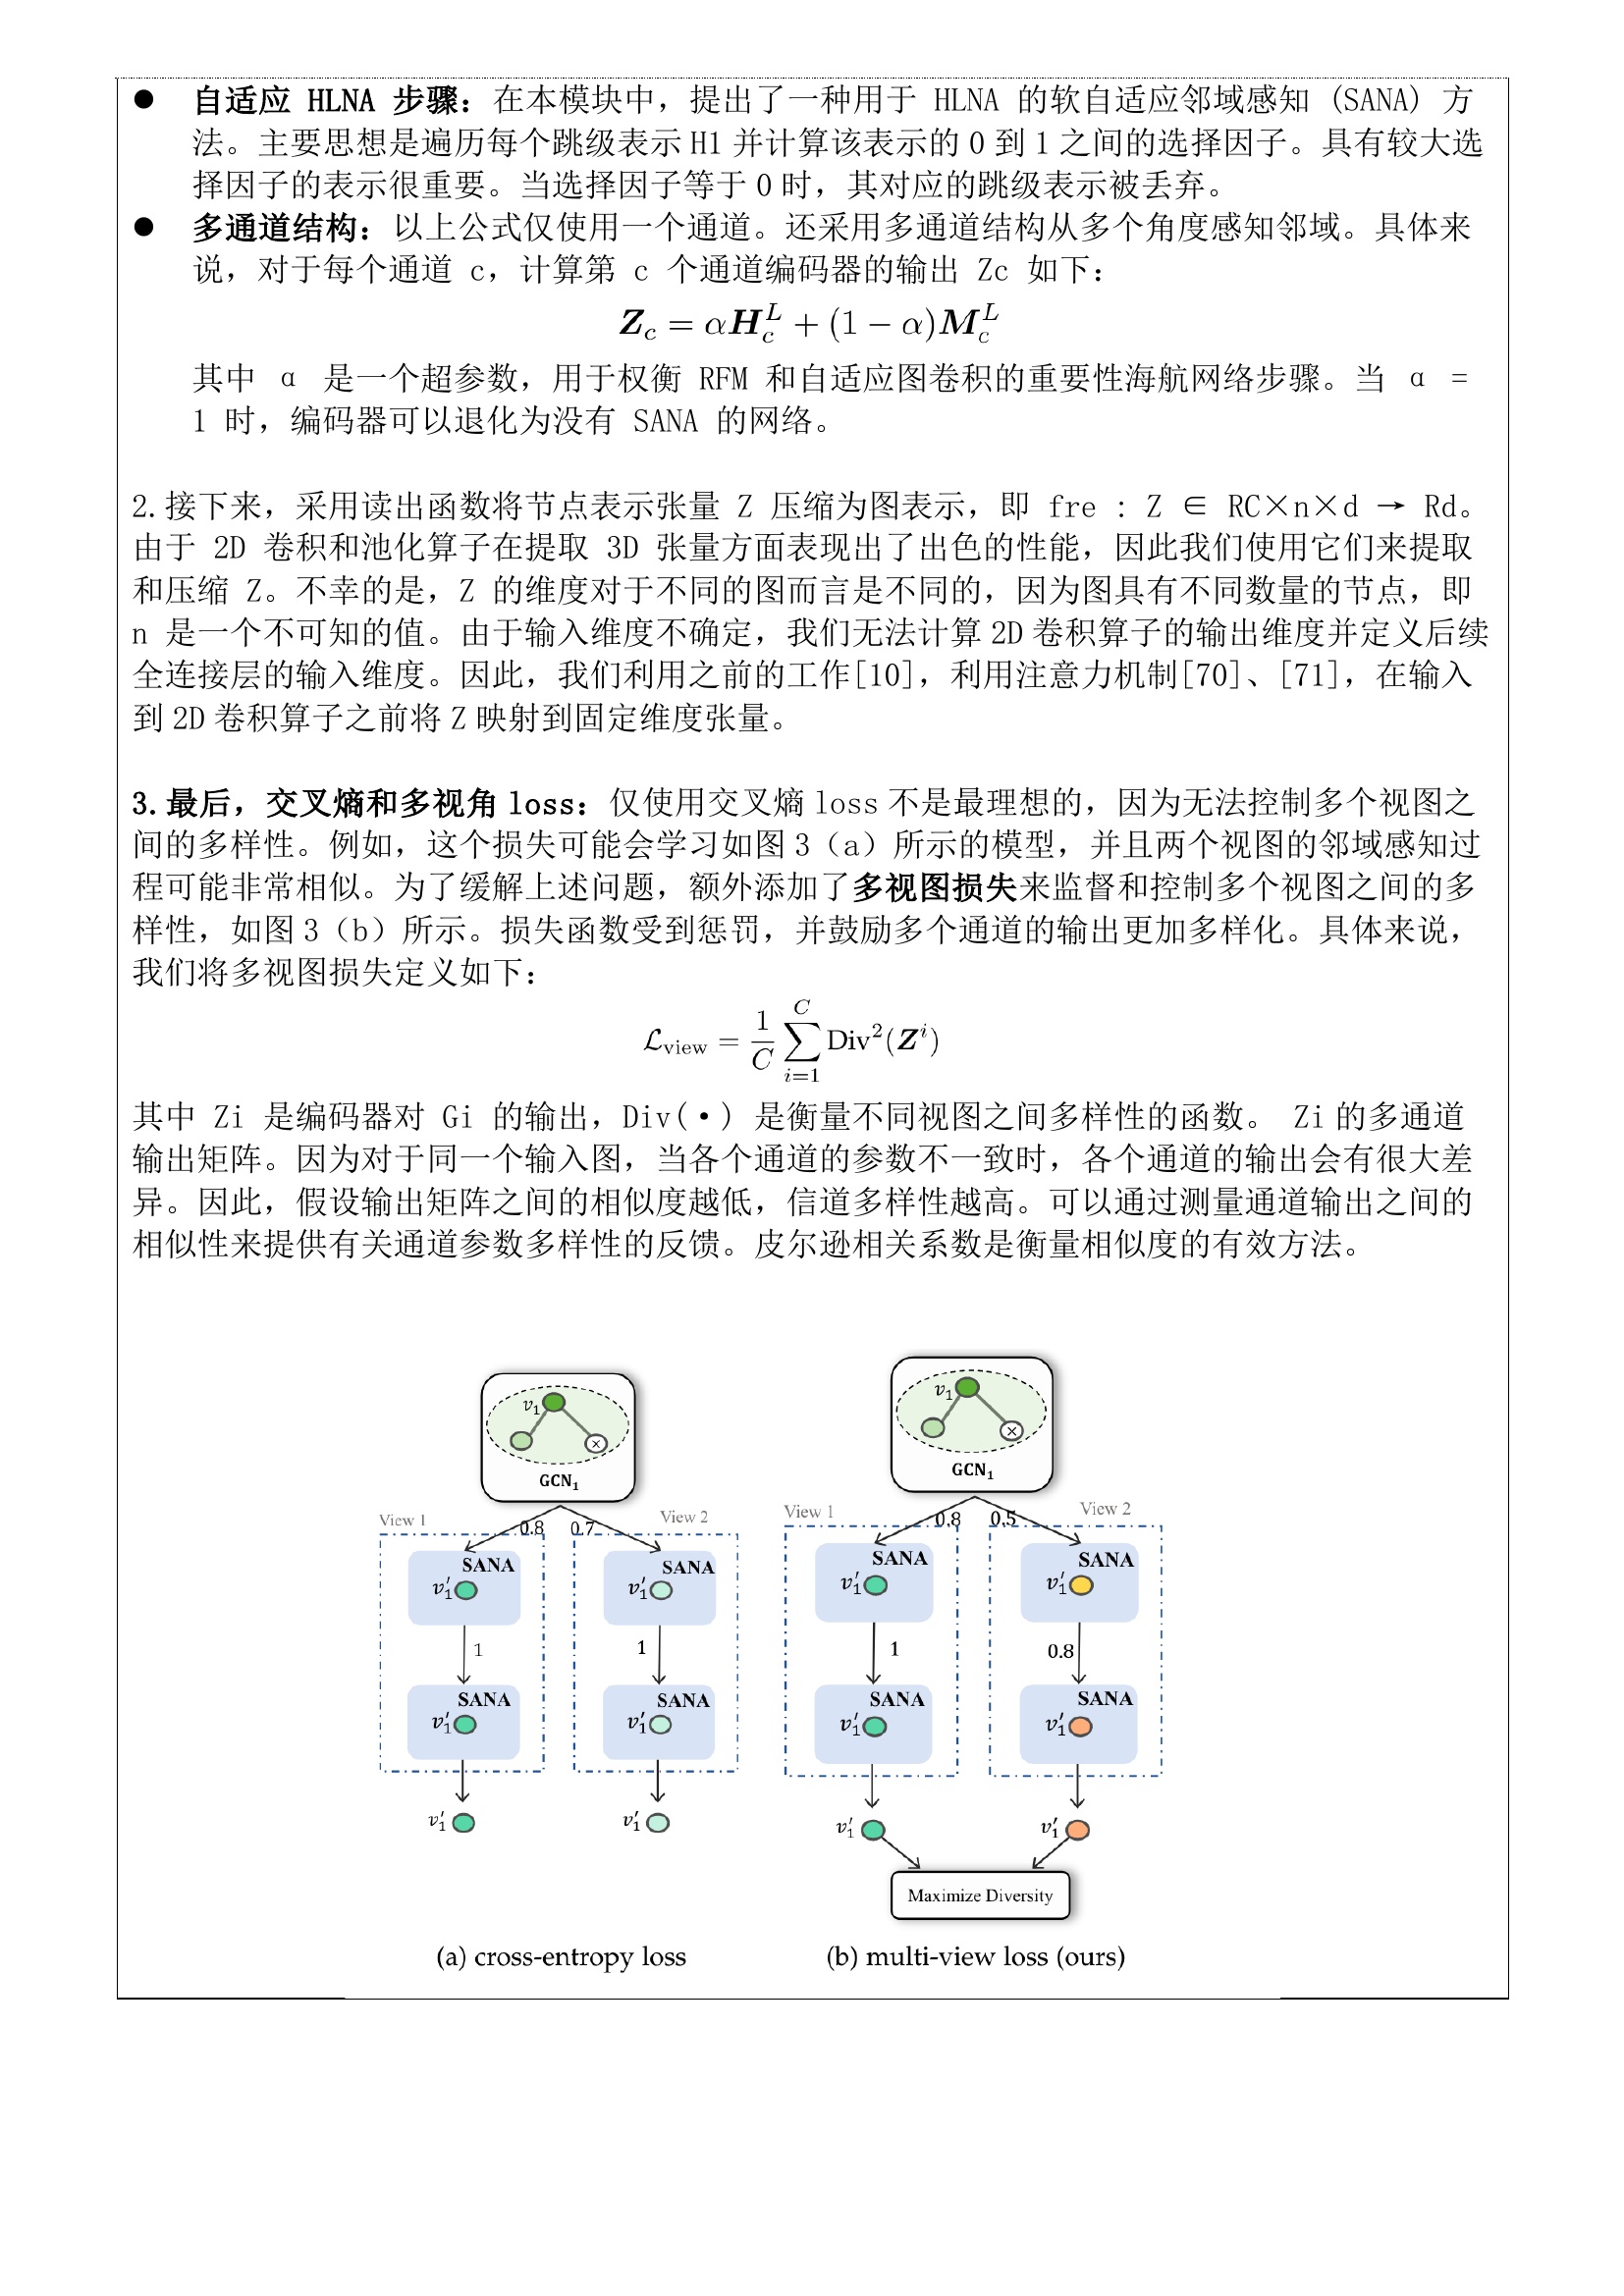 ● 自适应 HLNA 步骤：在本模块中，提出了一种用于 HLNA 的软自适应邻域感知 (SANA) 方
法。主要思想是遍历每个跳级表示H1并计算该表示的0到1之间的选择因子。具有较大选
择因子的表示很重要。当选择因子等于0时，其对应的跳级表示被丢弃。
● 多通道结构：以上公式仅使用一个通道。还采用多通道结构从多个角度感知邻域。具体来
说，对于每个通道 c，计算第 c 个通道编码器的输出 Zc 如下：
Z_c = αH_c^L + (1 − α)M_c^L
其中 α 是一个超参数，用于权衡 RFM 和自适应图卷积的重要性海航网络步骤。当 α =
1 时，编码器可以退化为没有 SANA 的网络。
2.接下来，采用读出函数将节点表示张量 Z 压缩为图表示，即 fre : Z ∈ RC×n×d → Rd。
由于 2D 卷积和池化算子在提取 3D 张量方面表现出了出色的性能，因此我们使用它们来提取
和压缩 Z。不幸的是，Z 的维度对于不同的图而言是不同的，因为图具有不同数量的节点，即
n 是一个不可知的值。由于输入维度不确定，我们无法计算2D卷积算子的输出维度并定义后续
全连接层的输入维度。因此，我们利用之前的工作[10]，利用注意力机制[70]、[71]，在输入
到2D卷积算子之前将Z映射到固定维度张量。
3.最后，交叉熵和多视角loss：仅使用交叉熵loss不是最理想的，因为无法控制多个视图之
间的多样性。例如，这个损失可能会学习如图3（a）所示的模型，并且两个视图的邻域感知过
程可能非常相似。为了缓解上述问题，额外添加了多视图损失来监督和控制多个视图之间的多
样性，如图3（b）所示。损失函数受到惩罚，并鼓励多个通道的输出更加多样化。具体来说，
我们将多视图损失定义如下：
ℒ_view = 1/C ∑_{i=1}^{C} Div²(Z^i)
其中 Zi 是编码器对 Gi 的输出，Div(·) 是衡量不同视图之间多样性的函数。 Zi的多通道
输出矩阵。因为对于同一个输入图，当各个通道的参数不一致时，各个通道的输出会有很大差
异。因此，假设输出矩阵之间的相似度越低，信道多样性越高。可以通过测量通道输出之间的
相似性来提供有关通道参数多样性的反馈。皮尔逊相关系数是衡量相似度的有效方法。
v₁
GCN₁
View 1
0.8
0.7
View 2
SANA
v′₁
SANA
v′₁
1
1
SANA
v′₁
SANA
v′₁
v′₁
v′₁
(a) cross-entropy loss
v₁
GCN₁
View 1
0.8
0.5
View 2
SANA
v′₁
SANA
v′₁
1
0.8
SANA
v′₁
SANA
v′₁
v′₁
v′₁
Maximize Diversity
(b) multi-view loss (ours)